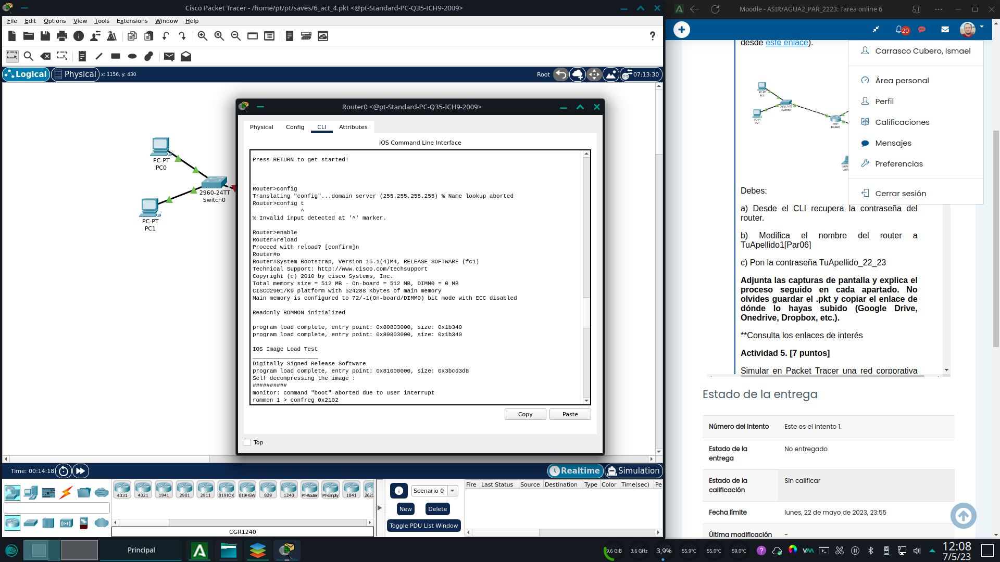 Cisco Packet Tracer - /home/pt/pt/saves/6_act_4.pkt <@pt-Standard-PC-Q35-ICH9-2009>
File Edit Options View Tools Extensions Window Help
Logical Physical x: 1156, y: 430
Root 07:13:30
PC-PT
PC0
2960-24TT
Switch0
PC-PT
PC1
Router0 <@pt-Standard-PC-Q35-ICH9-2009>
Physical Config CLI Attributes
IOS Command Line Interface
Press RETURN to get started!
Router>config
Translating "config"...domain server (255.255.255.255) % Name lookup aborted
Router>config t
^
% Invalid input detected at '^' marker.
Router>enable
Router#reload
Proceed with reload? [confirm]n
Router#o
Router#System Bootstrap, Version 15.1(4)M4, RELEASE SOFTWARE (fc1)
Technical Support: http://www.cisco.com/techsupport
Copyright (c) 2010 by cisco Systems, Inc.
Total memory size = 512 MB - On-board = 512 MB, DIMM0 = 0 MB
CISCO2901/K9 platform with 524288 Kbytes of main memory
Main memory is configured to 72/-1(On-board/DIMM0) bit mode with ECC disabled
Readonly ROMMON initialized
program load complete, entry point: 0x80803000, size: 0x1b340
program load complete, entry point: 0x80803000, size: 0x1b340
IOS Image Load Test
___________________
Digitally Signed Release Software
program load complete, entry point: 0x81000000, size: 0x3bcd3d8
Self decompressing the image :
##########
monitor: command "boot" aborted due to user interrupt
rommon 1 > confreg 0x2102
Copy Paste
Top
Time: 00:14:18
Realtime Simulation
4331 4321 1941 2901 2911 819IOX 819HGW 829 1240 PT-Router PT-Empty 1841 2620
CGR1240
Scenario 0
New Delete
Toggle PDU List Window
Fire Last Status Source Destination Type Color Time(sec) Pe
Moodle - ASIR/AGUA2_PAR_2223: Tarea online 6
20
desde este enlace).
Carrasco Cubero, Ismael
Área personal
Perfil
Calificaciones
Mensajes
Preferencias
Cerrar sesión
PC-PT
PC0
2960-24TT
Switch0
PC-PT
PC1
2901
Router0
Debes:
a) Desde el CLI recupera la contraseña del
router.
b) Modifica el nombre del router a
TuApellido1[Par06]
c) Pon la contraseña TuApellido_22_23
Adjunta las capturas de pantalla y explica el
proceso seguido en cada apartado. No
olvides guardar el .pkt y copiar el enlace de
dónde lo hayas subido (Google Drive,
Onedrive, Dropbox, etc.).
**Consulta los enlaces de interés
Actividad 5. [7 puntos]
Simular en Packet Tracer una red corporativa
Estado de la entrega
Número del intento Este es el intento 1.
Estado de la
entrega
No entregado
Estado de la
calificación
Sin calificar
Fecha límite lunes, 22 de mayo de 2023, 23:55
Última modificación -
Principal
9,6 GiB 3,6 GHz 3,9% 55,9°C 55,0°C 59,0°C
12:08
7/5/23